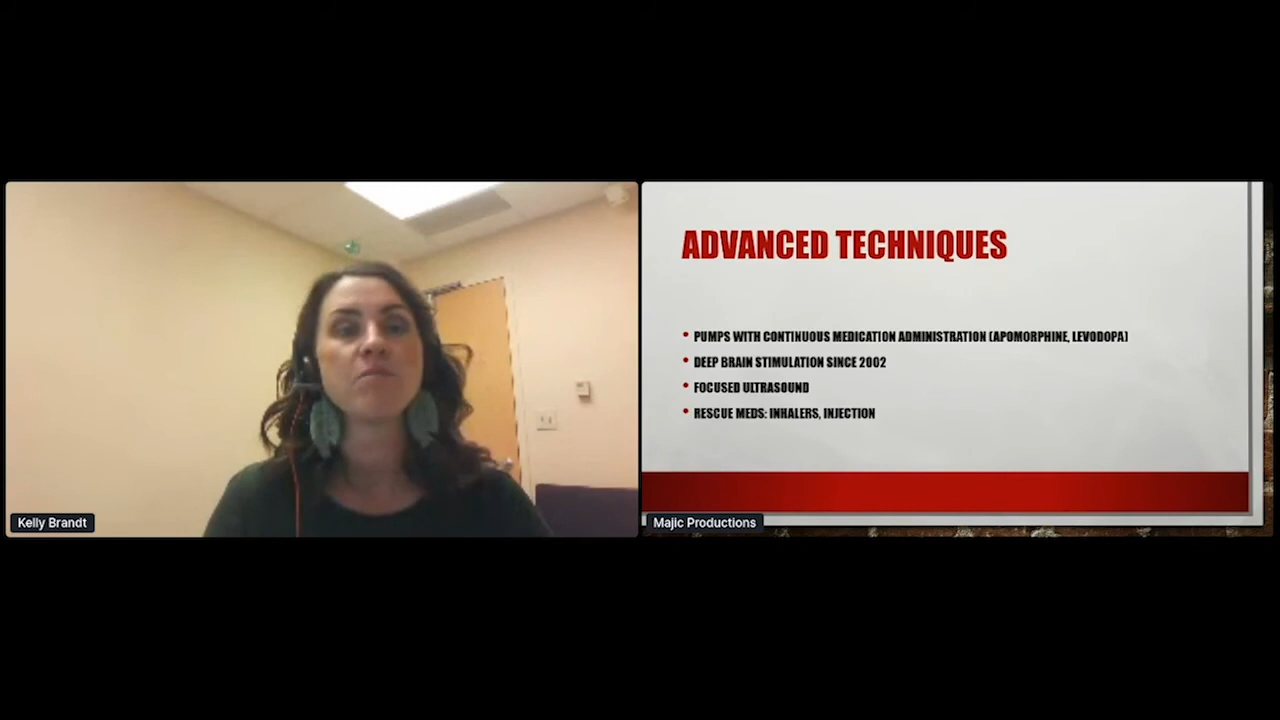 ADVANCED TECHNIQUES
• PUMPS WITH CONTINUOUS MEDICATION ADMINISTRATION (APOMORPHINE, LEVODOPA)
• DEEP BRAIN STIMULATION SINCE 2002
• FOCUSED ULTRASOUND
• RESCUE MEDS: INHALERS, INJECTION
Kelly Brandt
Majic Productions